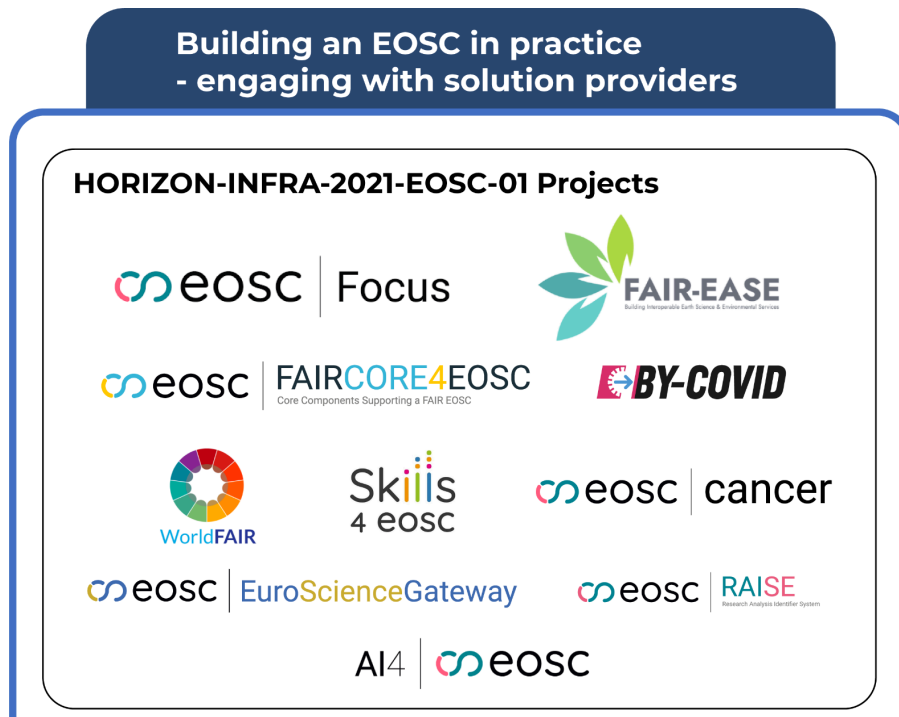 Building an EOSC in practice
- engaging with solution providers
HORIZON-INFRA-2021-EOSC-01 Projects
eosc | Focus
FAIR-EASE
Building Interoperable Earth Science & Environmental Services
eosc | FAIRCORE4EOSC
Core Components Supporting a FAIR EOSC
BY-COVID
WorldFAIR
Skills
4 eosc
eosc | cancer
eosc | EuroScienceGateway
eosc | RAISE
Research Analysis Identifier System
AI4 | eosc